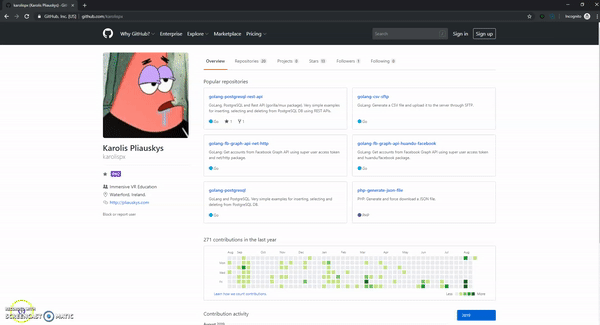 karolisps (Karolis Pliauskys) · Git
GitHub, Inc. [US] | github.com/karolispx
Incognito
Why GitHub? Enterprise Explore Marketplace Pricing
Search
Sign in Sign up
Overview Repositories Projects 0 Stars Followers Following
Popular repositories
golang-postgresql-rest-api
Golang, PostgreSQL and Rest API (gorilla/mux package). Very simple examples
for inserting, selecting and deleting from PostgreSQL DB using REST APIs.
Go 1 1
golang-csv-sftp
Golang: Generate a CSV file and upload it to the server through SFTP.
Go
golang-fb-graph-api-net-http
Golang: Get accounts from Facebook Graph API using super user access token
and net/http package.
Go
golang-fb-graph-api-huandu-facebook
Golang: Get accounts from Facebook Graph API using super user access token
and huandu/facebook package.
Go
golang-postgresql
Golang and PostgreSQL. Very simple examples for inserting, selecting and
deleting from PostgreSQL DB.
Go
php-generate-json-file
PHP: Generate and force download a JSON file.
PHP
Karolis Pliauskys
karolispx
PRO
Immersive VR Education
Waterford, Ireland.
http://pliauskys.com
Block or report user
271 contributions in the last year
Aug Sep Oct Nov Dec Jan Feb Mar Apr May Jun Jul Aug
Mon
Wed
Fri
Learn how we count contributions.
Less More
Contribution activity
2019
August 2019
RECORDED WITH
SCREENCAST MATIC